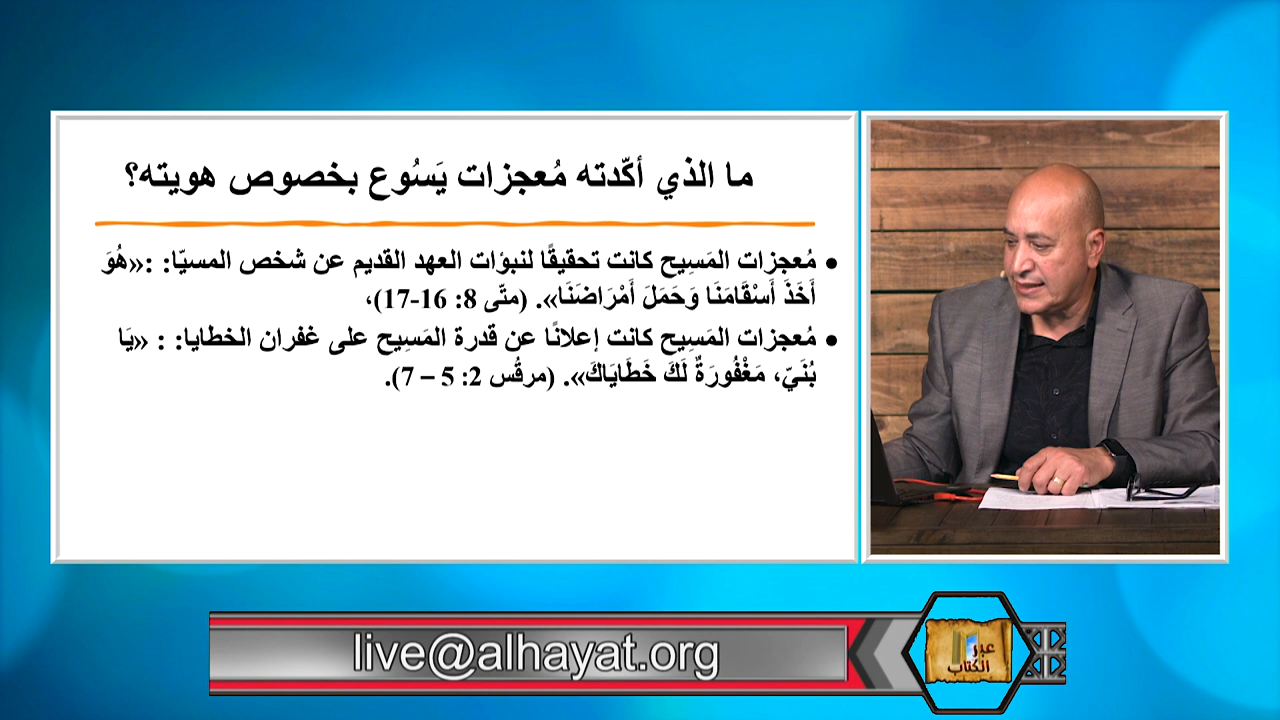 ما الذي أكّدته مُعجزات يَسُوع بخصوص هويته؟
• مُعجزات المَسِيح كانت تحقيقًا لنبؤات العهد القديم عن شخص المسيّا: :«هُوَ
أَخَذَ أَسْقَامَنَا وَحَمَلَ أَمْرَاضَنَا». (متّى 8: 16-17)،
• مُعجزات المَسِيح كانت إعلانًا عن قدرة المَسِيح على غفران الخطايا: : «يَا
بُنَيّ، مَغْفُورَةٌ لَكَ خَطَايَاكَ». (مرقُس 2: 5 – 7).
live@alhayat.org
عبر
الكتاب